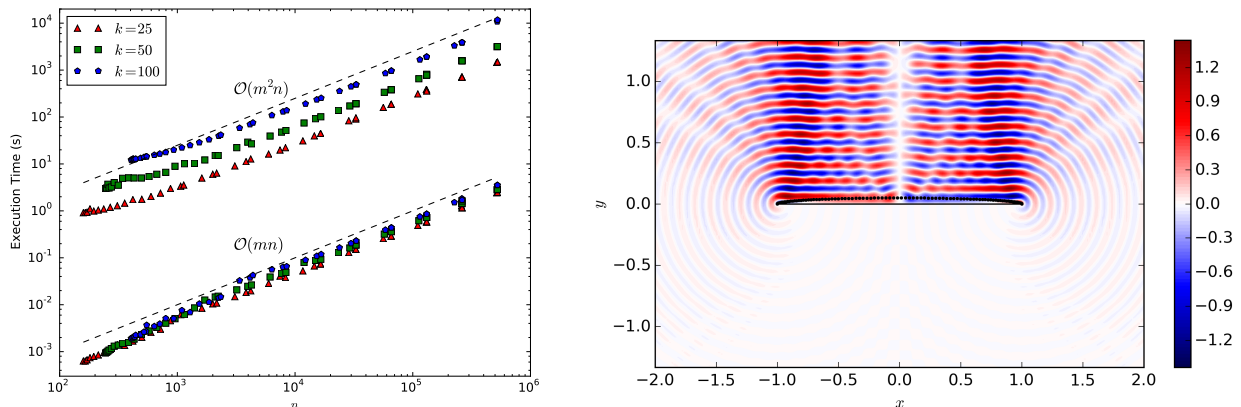 10^4
k=25
k=50
k=100
10^3
O(m^2 n)
10^2
10^1
10^0
O(mn)
10^-1
10^-2
10^-3
Execution Time (s)
10^2 10^3 10^4 10^5 10^6
n
1.0
0.5
0.0
−0.5
−1.0
y
−2.0 −1.5 −1.0 −0.5 0.0 0.5 1.0 1.5 2.0
x
1.2
0.9
0.6
0.3
0.0
−0.3
−0.6
−0.9
−1.2